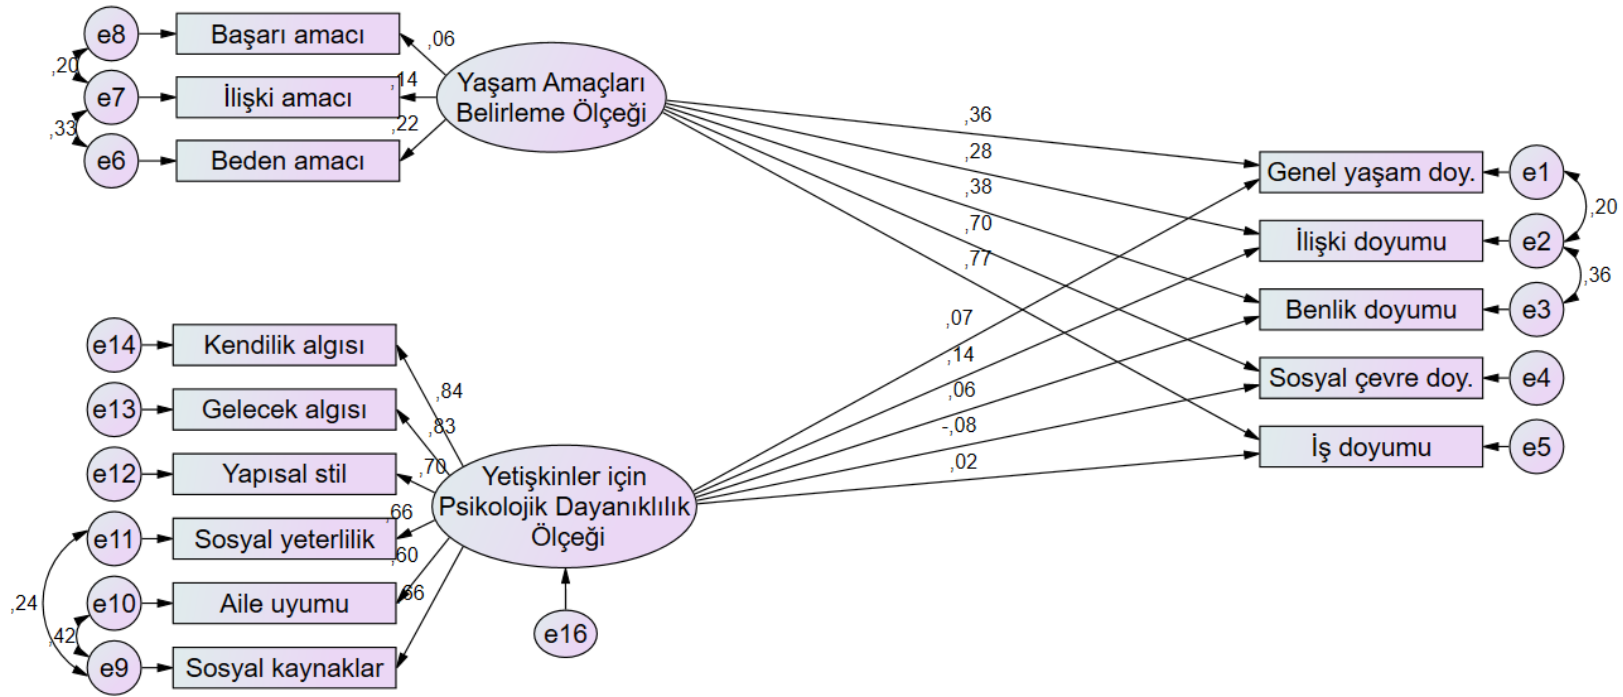 e8
Başarı amacı
,06
,20
e7
İlişki amacı
,14
Yaşam Amaçları
Belirleme Ölçeği
,33
e6
Beden amacı
,22
,36
,28
,38
,70
,77
Genel yaşam doy.
e1
,20
İlişki doyumu
e2
,36
Benlik doyumu
e3
Sosyal çevre doy.
e4
İş doyumu
e5
,07
,14
,06
-,08
,02
e14
Kendilik algısı
,84
e13
Gelecek algısı
,83
e12
Yapısal stil
,70
Yetişkinler için
Psikolojik Dayanıklılık
Ölçeği
e11
Sosyal yeterlilik
,66
,60
,24
e10
Aile uyumu
,66
,42
e9
Sosyal kaynaklar
e16